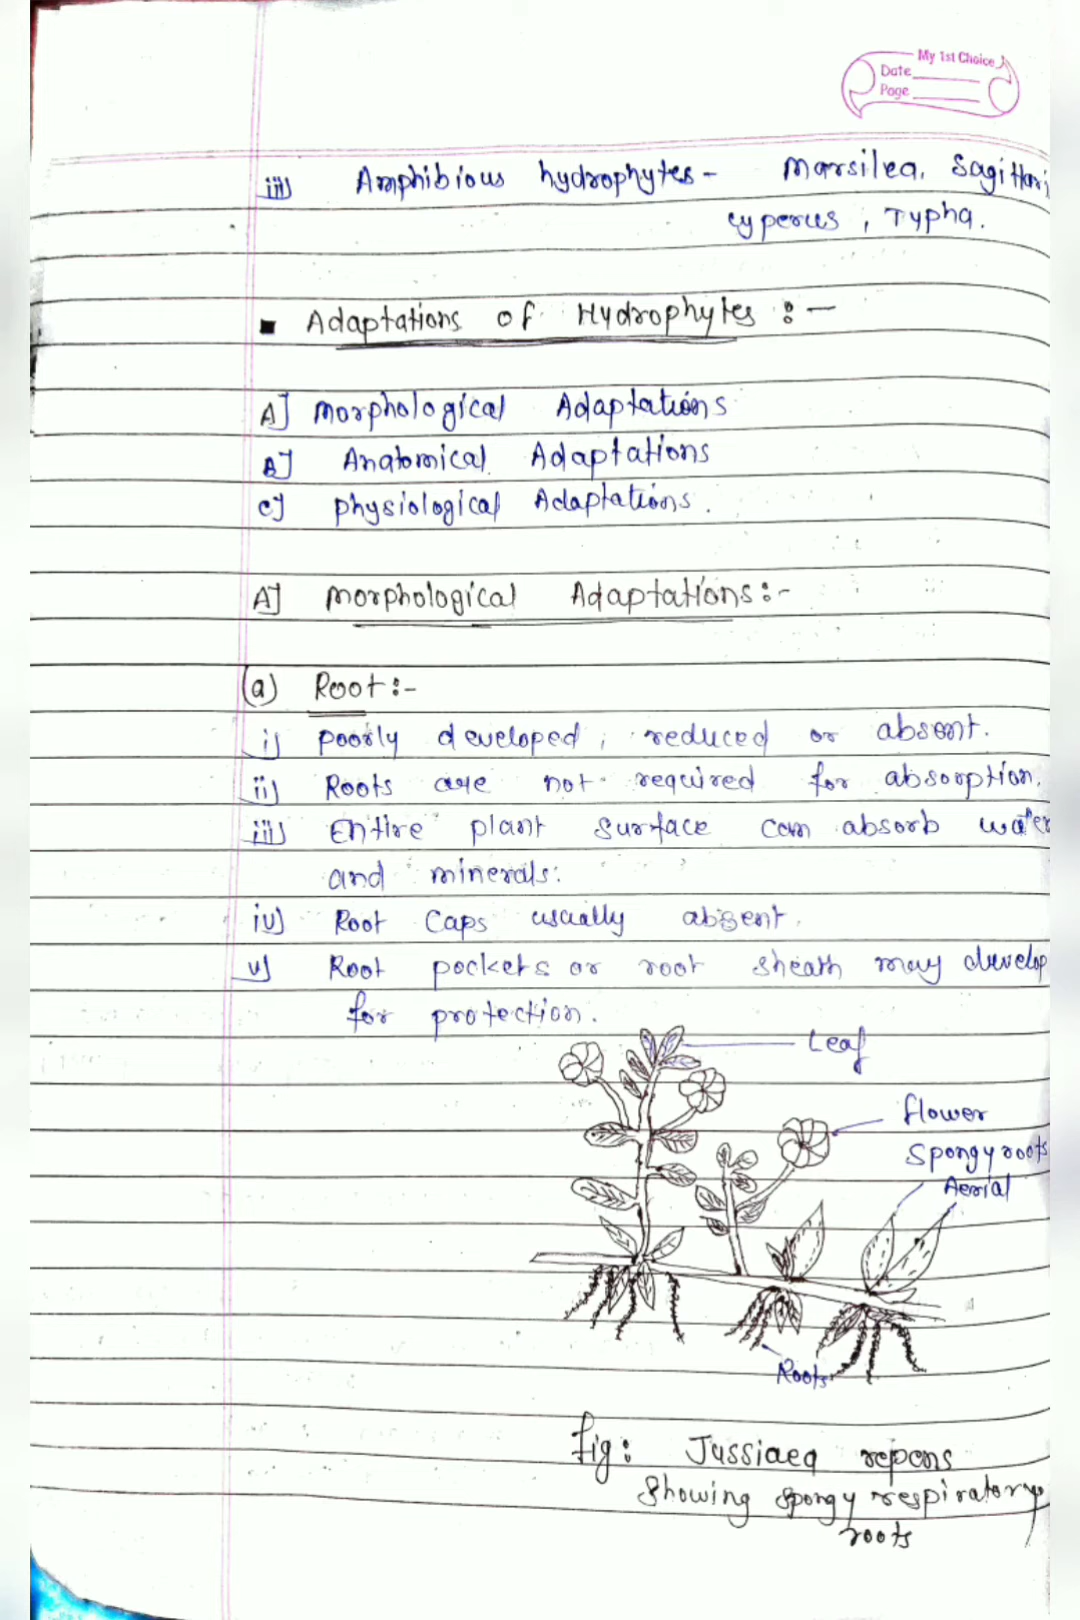 My 1st Choice
Date
Page
iii) Amphibious hydrophytes - Marsilea, Sagittari
cyperus, Typha.
▪ Adaptations of Hydrophytes :-
A] Morphological Adaptations
B] Anatomical Adaptations
C] Physiological Adaptations.
A] Morphological Adaptations:-
(a) Root:-
i) Poorly developed, reduced or absent.
ii) Roots are not required for absorption.
iii) Entire plant surface can absorb water
and minerals.
iv) Root Caps usually absent.
v) Root pockets or root sheath may develop
for protection.
Leaf
flower
Spongy roots
Aerial
Roots
fig: Jussiaea repens
Showing spongy respiratory
roots